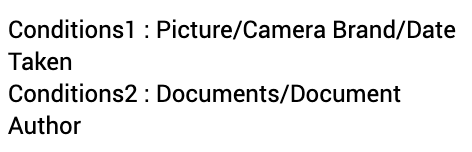 Conditions1 : Picture/Camera Brand/Date
Taken
Conditions2 : Documents/Document
Author